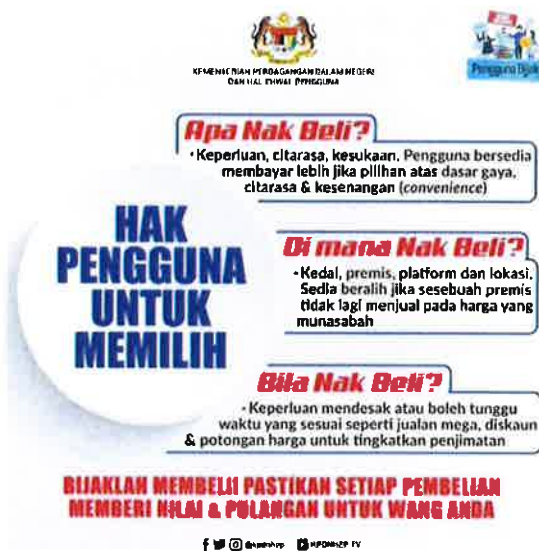 KEMENTERIAN PERDAGANGAN DALAM NEGERI
DAN HAL EHWAL PENGGUNA
Pengguna Bijak
Apa Nak Beli?
• Keperluan, citarasa, kesukaan. Pengguna bersedia
membayar lebih jika pilihan atas dasar gaya,
citarasa & kesenangan (convenience)
HAK
PENGGUNA
UNTUK
MEMILIH
Di mana Nak Beli?
• Kedai, premis, platform dan lokasi.
Sedia beralih jika sesebuah premis
tidak lagi menjual pada harga yang
munasabah
Bila Nak Beli?
• Keperluan mendesak atau boleh tunggu
waktu yang sesuai seperti jualan mega, diskaun
& potongan harga untuk tingkatkan penjimatan
BIJAKLAH MEMBELI! PASTIKAN SETIAP PEMBELIAN
MEMBERI NILAI & PULANGAN UNTUK WANG ANDA